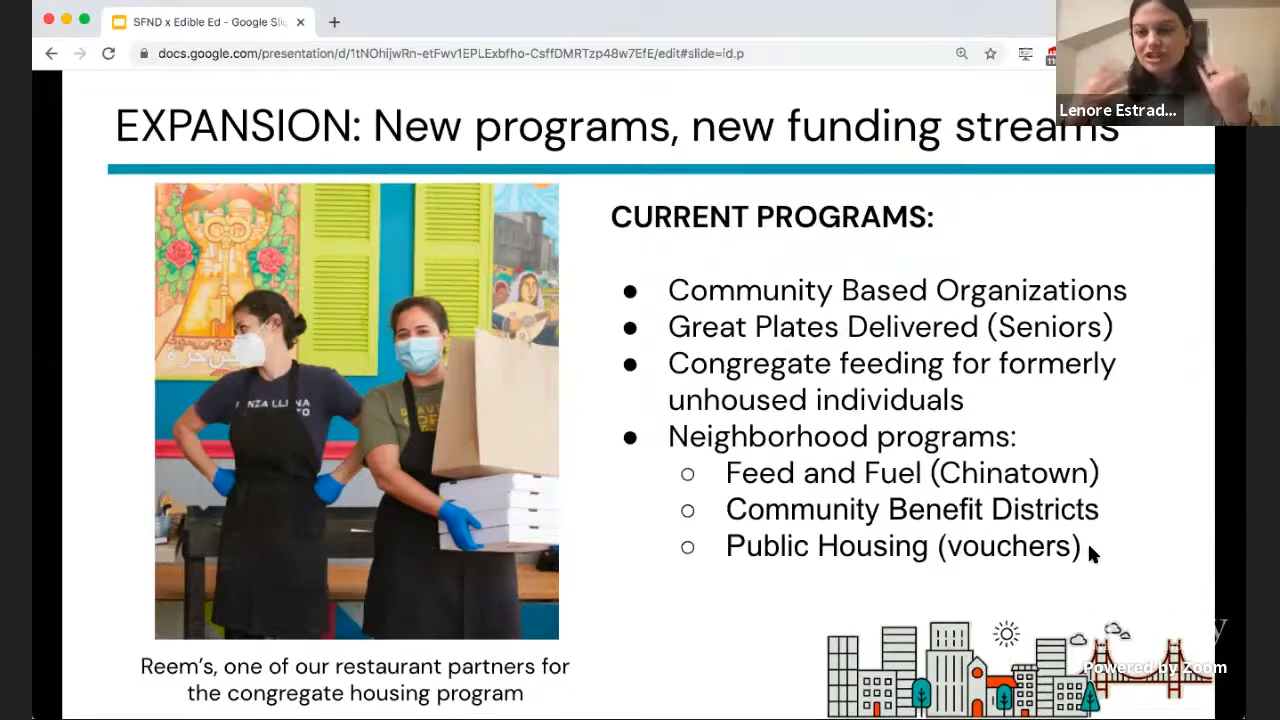 SFND x Edible Ed - Google Slic
docs.google.com/presentation/d/1tNOhijwRn-etFwv1EPLExbfho-CsffDMRTzp48w7EfE/edit#slide=id.p
Lenore Estrad...
EXPANSION: New programs, new funding streams
CURRENT PROGRAMS:
● Community Based Organizations
● Great Plates Delivered (Seniors)
● Congregate feeding for formerly
unhoused individuals
● Neighborhood programs:
○ Feed and Fuel (Chinatown)
○ Community Benefit Districts
○ Public Housing (vouchers)
Reem's, one of our restaurant partners for
the congregate housing program
Powered by Zoom